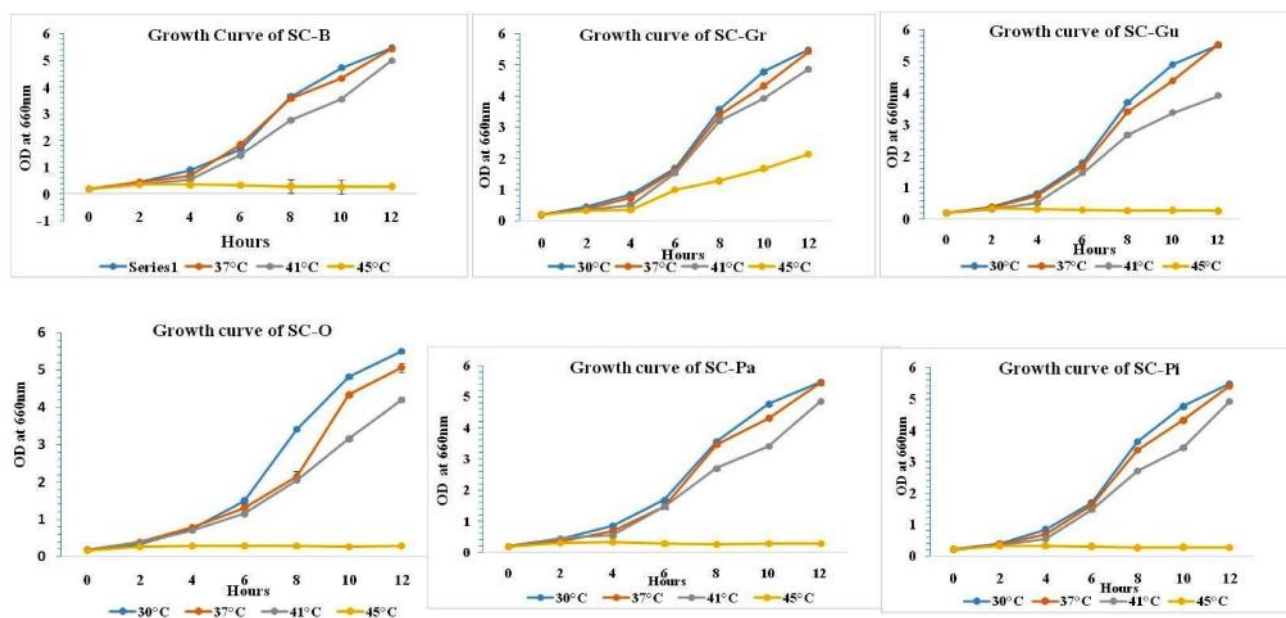 Growth Curve of SC-B
OD at 660nm
6
5
4
3
2
1
0
-1
0 2 4 6 8 10 12
Hours
Series1 37°C 41°C 45°C
Growth curve of SC-Gr
OD at 660nm
6
5
4
3
2
1
0
0 2 4 6 8 10 12
Hours
30°C 37°C 41°C 45°C
Growth curve of SC-Gu
OD at 660nm
6
5
4
3
2
1
0
0 2 4 6 8 10 12
Hours
30°C 37°C 41°C 45°C
Growth curve of SC-O
OD at 660nm
6
5
4
3
2
1
0
0 2 4 6 8 10 12
Hours
30°C 37°C 41°C 45°C
Growth curve of SC-Pa
OD at 660nm
6
5
4
3
2
1
0
0 2 4 6 8 10 12
Hours
30°C 37°C 41°C 45°C
Growth curve of SC-Pi
OD at 660nm
6
5
4
3
2
1
0
0 2 4 6 8 10 12
Hours
30°C 37°C 41°C 45°C